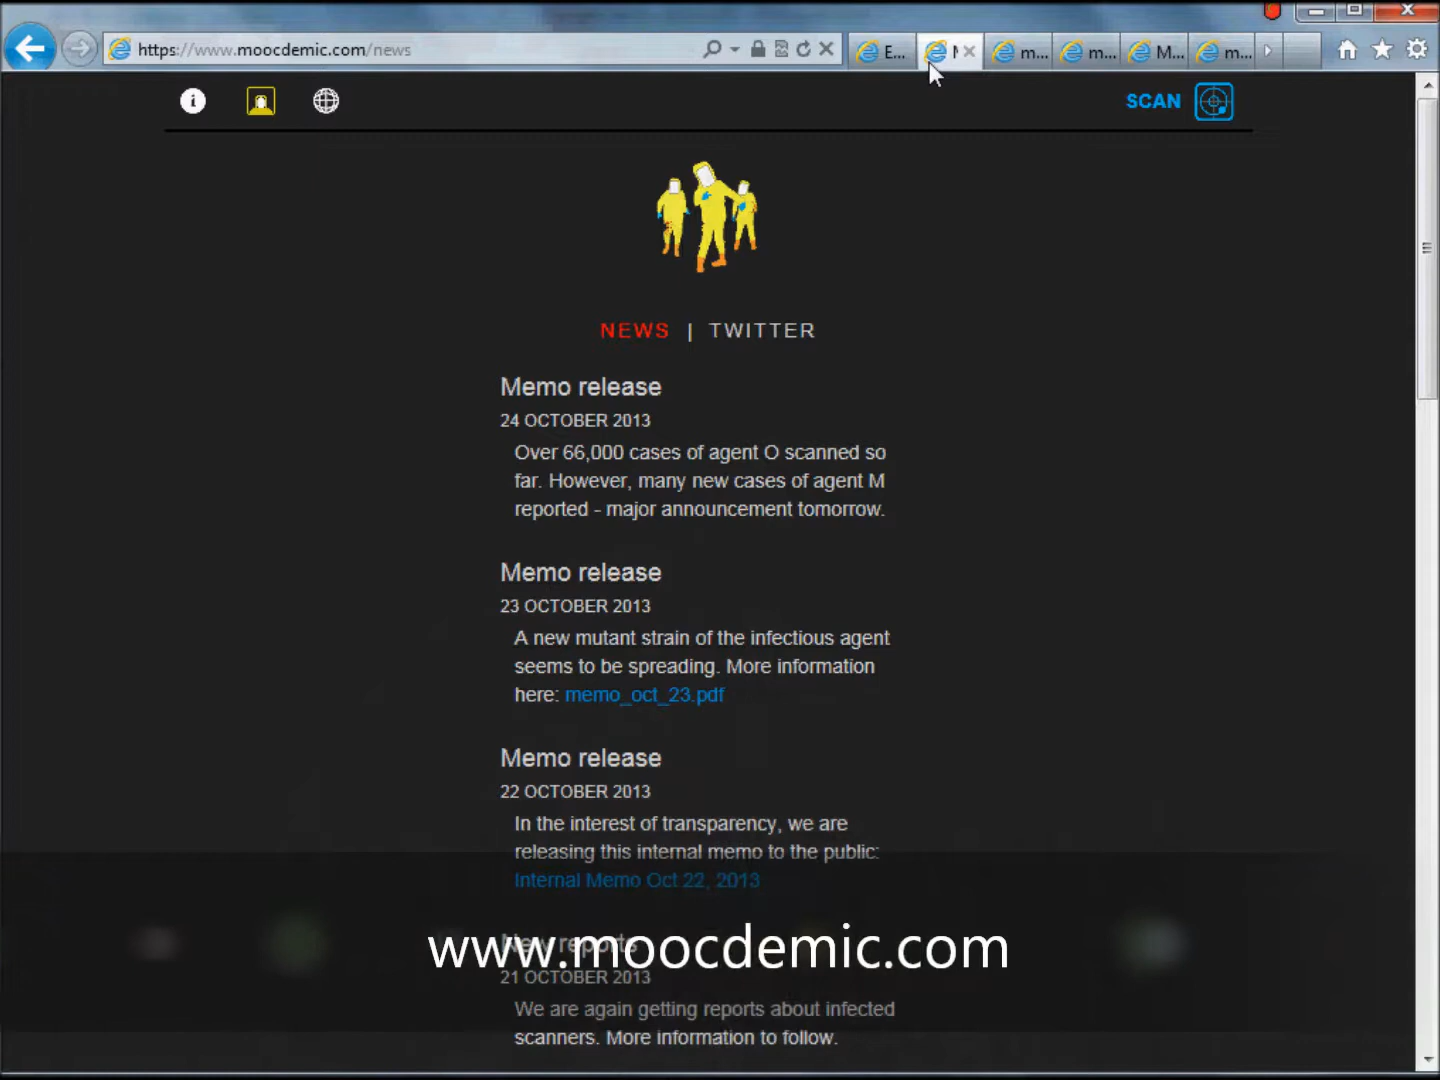 https://www.moocdemic.com/news
E...
m...
m...
M...
m...
SCAN
NEWS | TWITTER
Memo release
24 OCTOBER 2013
Over 66,000 cases of agent O scanned so
far. However, many new cases of agent M
reported - major announcement tomorrow.
Memo release
23 OCTOBER 2013
A new mutant strain of the infectious agent
seems to be spreading. More information
here: memo_oct_23.pdf
Memo release
22 OCTOBER 2013
In the interest of transparency, we are
releasing this internal memo to the public:
Internal Memo Oct 22, 2013
New reports
www.moocdemic.com
21 OCTOBER 2013
We are again getting reports about infected
scanners. More information to follow.